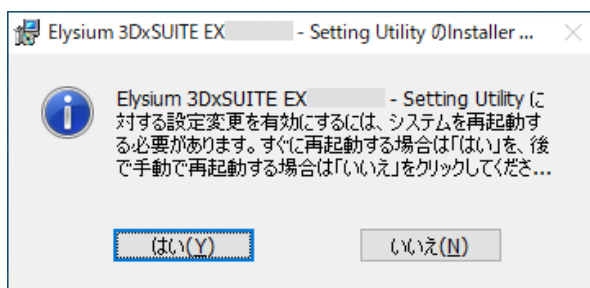 Elysium 3DxSUITE EX - Setting Utility のInstaller ...
Elysium 3DxSUITE EX - Setting Utility に
対する設定変更を有効にするには、システムを再起動す
る必要があります。すぐに再起動する場合は「はい」を、後
で手動で再起動する場合は「いいえ」をクリックしてくださ...
はい(Y)
いいえ(N)